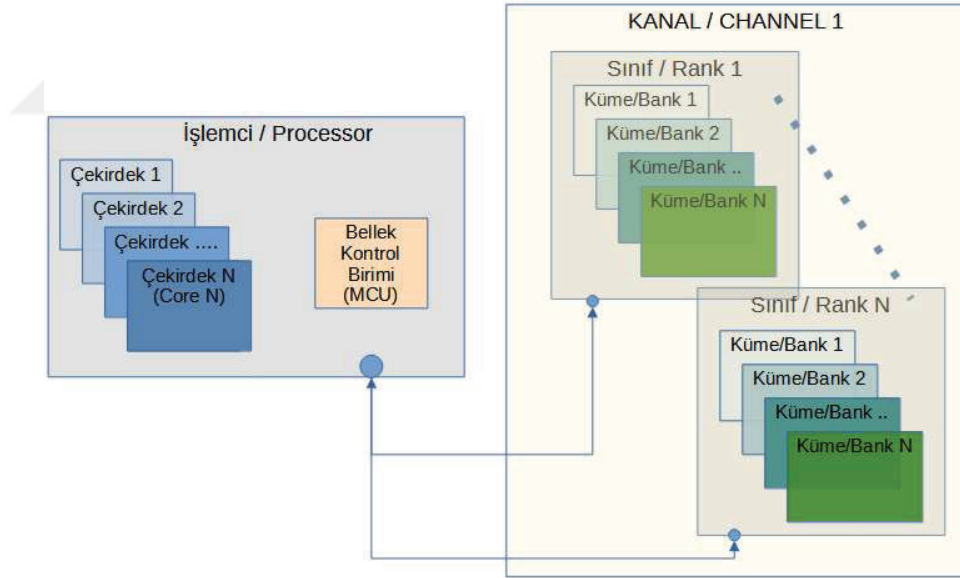 KANAL / CHANNEL 1
Sınıf / Rank 1
Küme/Bank 1
Küme/Bank 2
Küme/Bank ..
Küme/Bank N
İşlemci / Processor
Çekirdek 1
Çekirdek 2
Çekirdek ....
Çekirdek N
(Core N)
Bellek
Kontrol
Birimi
(MCU)
Sınıf / Rank N
Küme/Bank 1
Küme/Bank 2
Küme/Bank ..
Küme/Bank N